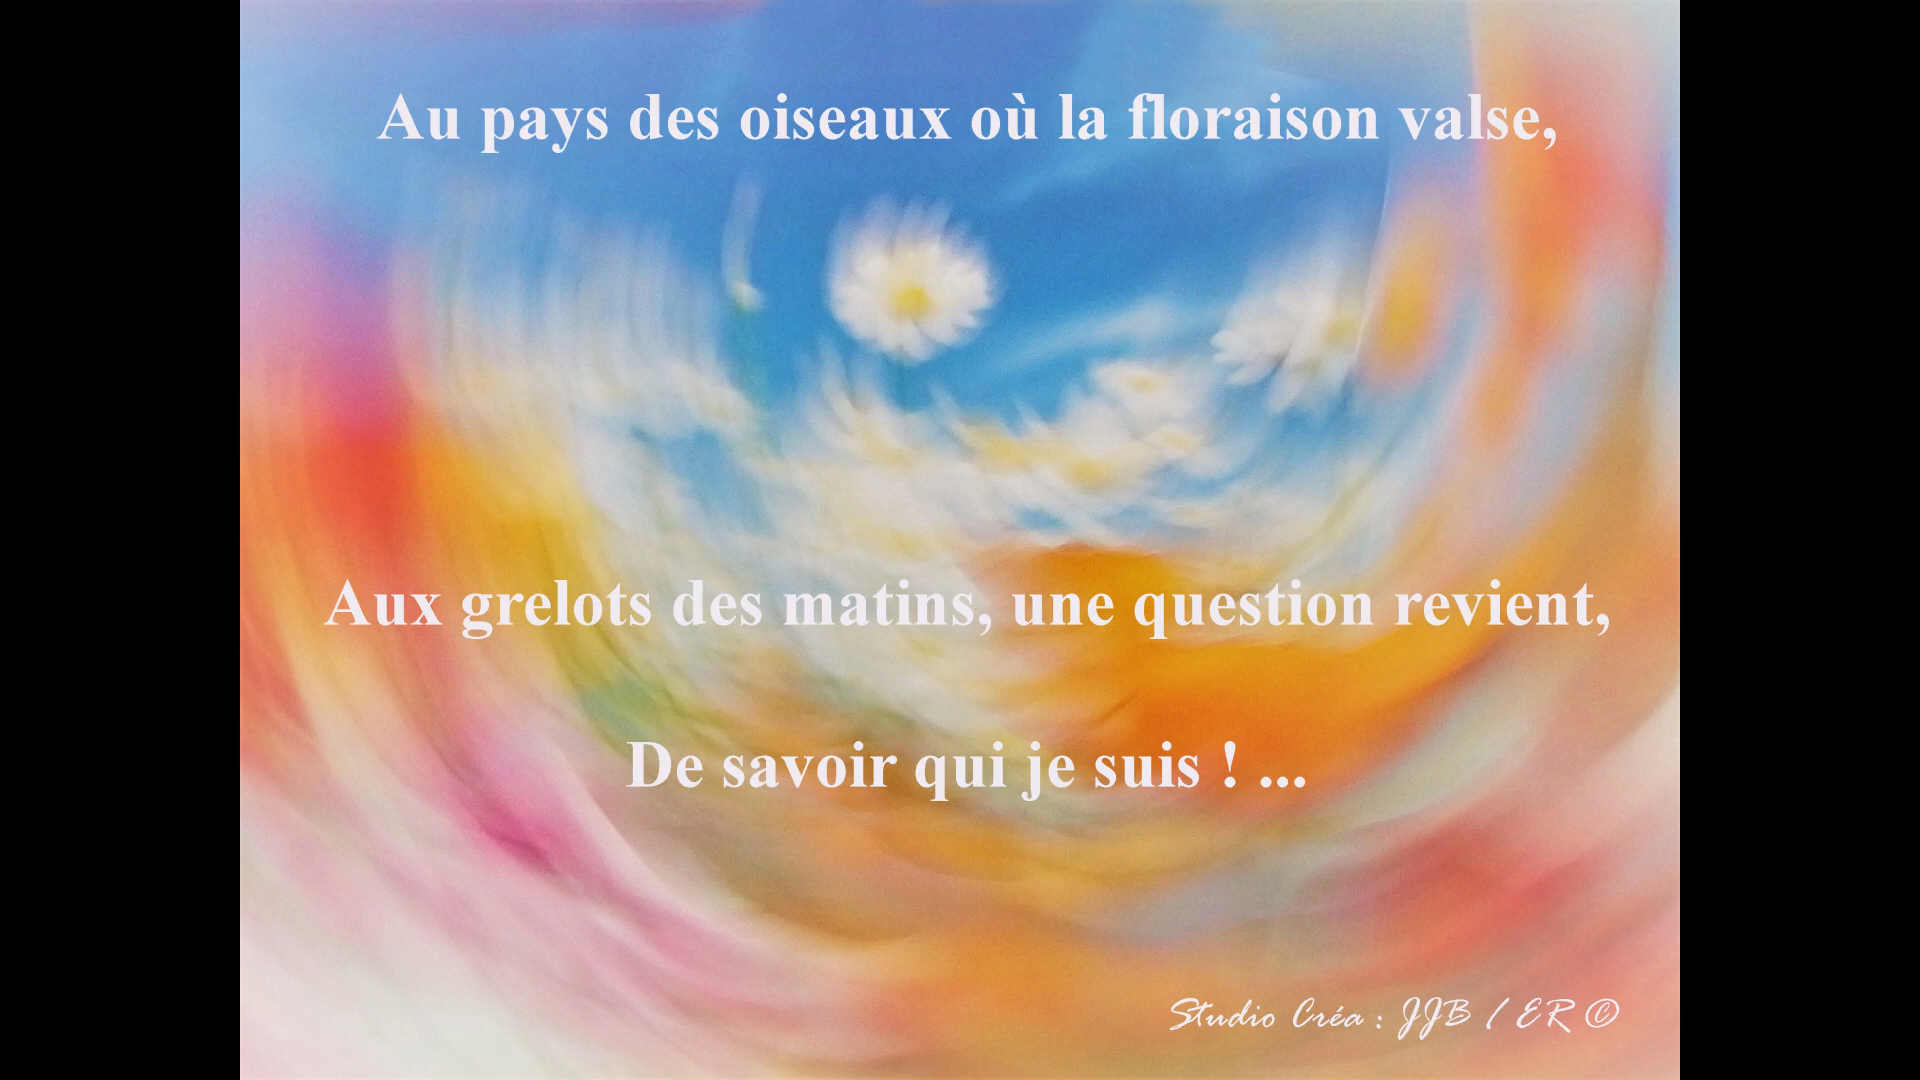 Au pays des oiseaux où la floraison valse,
Aux grelots des matins, une question revient,
De savoir qui je suis ! ...
Studio Créa : JJB / ER ©